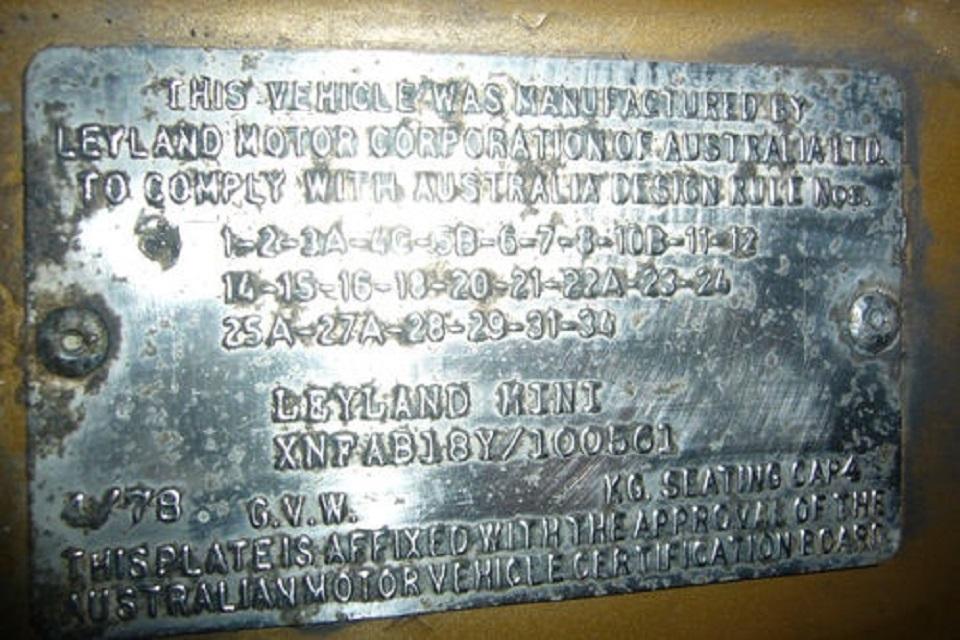 THIS VEHICLE WAS MANUFACTURED BY
LEYLAND MOTOR CORPORATION OF AUSTRALIA LTD.
TO COMPLY WITH AUSTRALIA DESIGN RULE Nos.
1-2-3A-4C-5B-6-7-8-10B-11-12
14-15-16-18-20-21-22A-23-24
25A-27A-28-29-31-34
LEYLAND MINI
XNFAB18Y/100561
/78 G.V.W. KG. SEATING CAP4
THIS PLATE IS AFFIXED WITH THE APPROVAL OF THE
AUSTRALIAN MOTOR VEHICLE CERTIFICATION BOARD